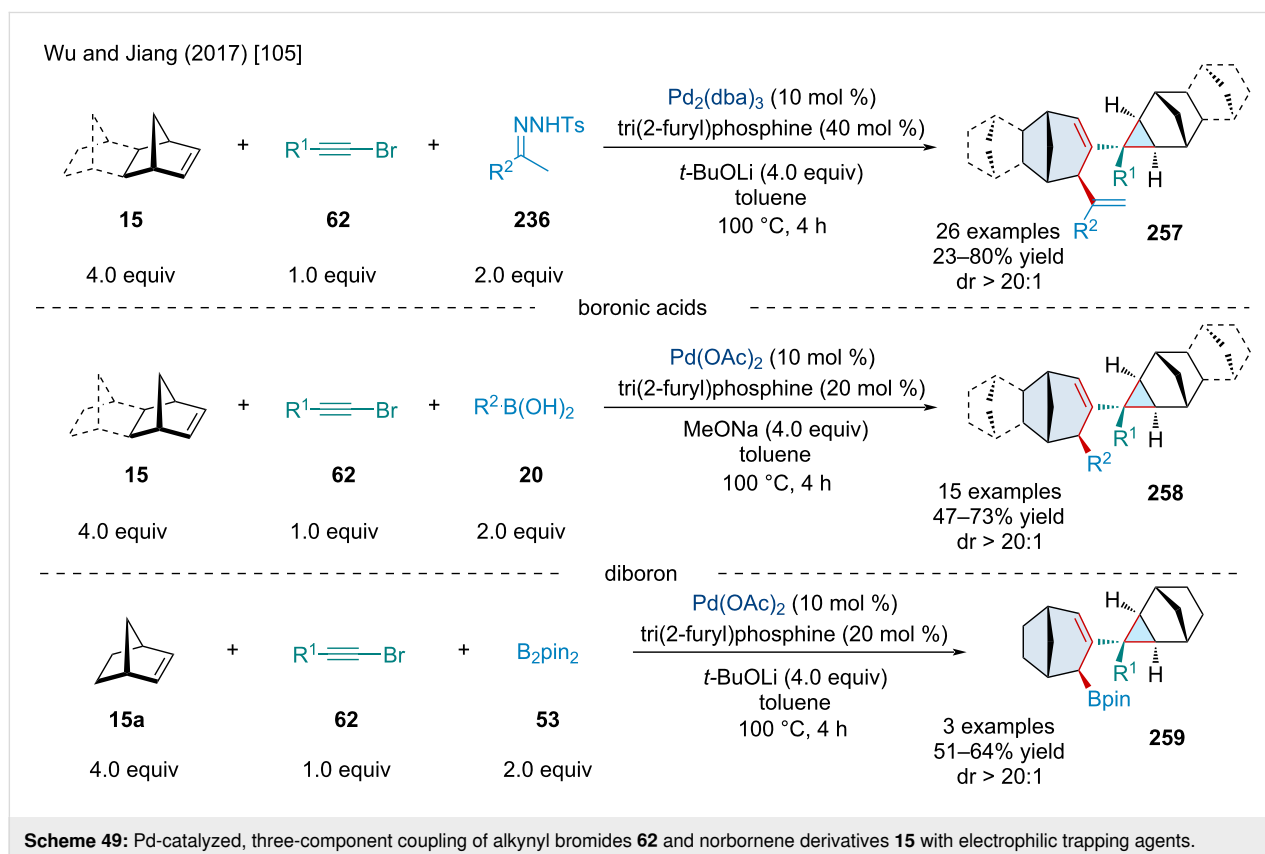 Wu and Jiang (2017) [105]
15
4.0 equiv
+
R¹ Br
62
1.0 equiv
+
NNHTs
R²
236
2.0 equiv
Pd₂(dba)₃ (10 mol %)
tri(2-furyl)phosphine (40 mol %)
t-BuOLi (4.0 equiv)
toluene
100 °C, 4 h
H
R¹
H
R²
257
26 examples
23–80% yield
dr > 20:1
boronic acids
15
4.0 equiv
+
R¹ Br
62
1.0 equiv
+
R²·B(OH)₂
20
2.0 equiv
Pd(OAc)₂ (10 mol %)
tri(2-furyl)phosphine (20 mol %)
MeONa (4.0 equiv)
toluene
100 °C, 4 h
H
R¹
H
R²
258
15 examples
47–73% yield
dr > 20:1
diboron
15a
4.0 equiv
+
R¹ Br
62
1.0 equiv
+
B₂pin₂
53
2.0 equiv
Pd(OAc)₂ (10 mol %)
tri(2-furyl)phosphine (20 mol %)
t-BuOLi (4.0 equiv)
toluene
100 °C, 4 h
H
R¹
H
Bpin
259
3 examples
51–64% yield
dr > 20:1
Scheme 49: Pd-catalyzed, three-component coupling of alkynyl bromides 62 and norbornene derivatives 15 with electrophilic trapping agents.